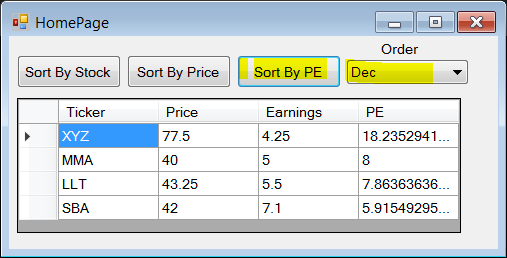 HomePage
Order
Sort By Stock Sort By Price Sort By PE Dec
Ticker Price Earnings PE
XYZ 77.5 4.25 18.2352941...
MMA 40 5 8
LLT 43.25 5.5 7.86363636...
SBA 42 7.1 5.91549295...